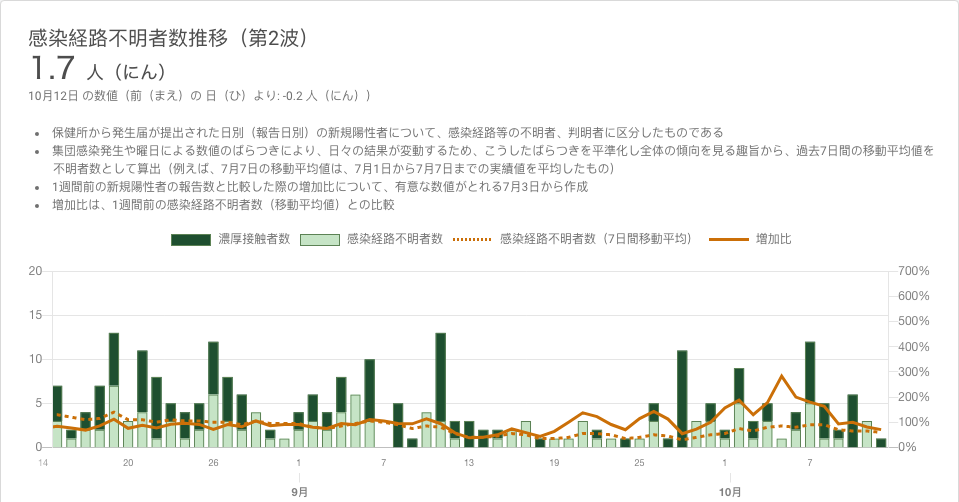 感染経路不明者数推移（第2波）
1.7 人（にん）
10月12日 の数値（前（まえ）の 日（ひ）より: -0.2 人（にん））
保健所から発生届が提出された日別（報告日別）の新規陽性者について、感染経路等の不明者、判明者に区分したものである
集団感染発生や曜日による数値のばらつきにより、日々の結果が変動するため、こうしたばらつきを平準化し全体の傾向を見る趣旨から、過去7日間の移動平均値を
不明者数として算出（例えば、7月7日の移動平均値は、7月1日から7月7日までの実績値を平均したもの）
1週間前の新規陽性者の報告数と比較した際の増加比について、有意な数値がとれる7月3日から作成
増加比は、1週間前の感染経路不明者数（移動平均値）との比較
濃厚接触者数 感染経路不明者数 感染経路不明者数（7日間移動平均） 増加比
20 700%
600%
15 500%
400%
10 300%
5 200%
100%
0 0%
14 20 26 1 7 13 19 25 1 7
9月 10月